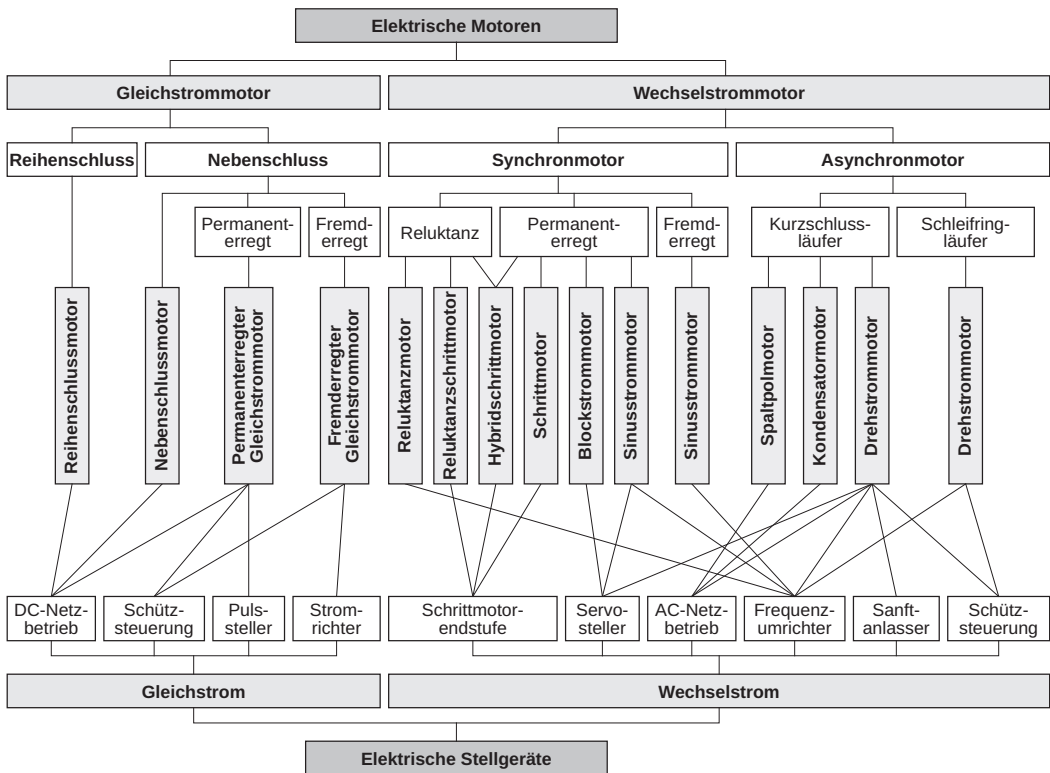 Elektrische Motoren
Gleichstrommotor
Wechselstrommotor
Reihenschluss
Nebenschluss
Synchronmotor
Asynchronmotor
Permanent-
erregt
Fremd-
erregt
Reluktanz
Permanent-
erregt
Fremd-
erregt
Kurzschluss-
läufer
Schleifring-
läufer
Reihenschlussmotor
Nebenschlussmotor
Permanenterregter
Gleichstrommotor
Fremderregter
Gleichstrommotor
Reluktanzmotor
Reluktanzschrittmotor
Hybridschrittmotor
Schrittmotor
Blockstrommotor
Sinusstrommotor
Sinusstrommotor
Spaltpolmotor
Kondensatormotor
Drehstrommotor
Drehstrommotor
DC-Netz-
betrieb
Schütz-
steuerung
Puls-
steller
Strom-
richter
Schrittmotor-
endstufe
Servo-
steller
AC-Netz-
betrieb
Frequenz-
umrichter
Sanft-
anlasser
Schütz-
steuerung
Gleichstrom
Wechselstrom
Elektrische Stellgeräte